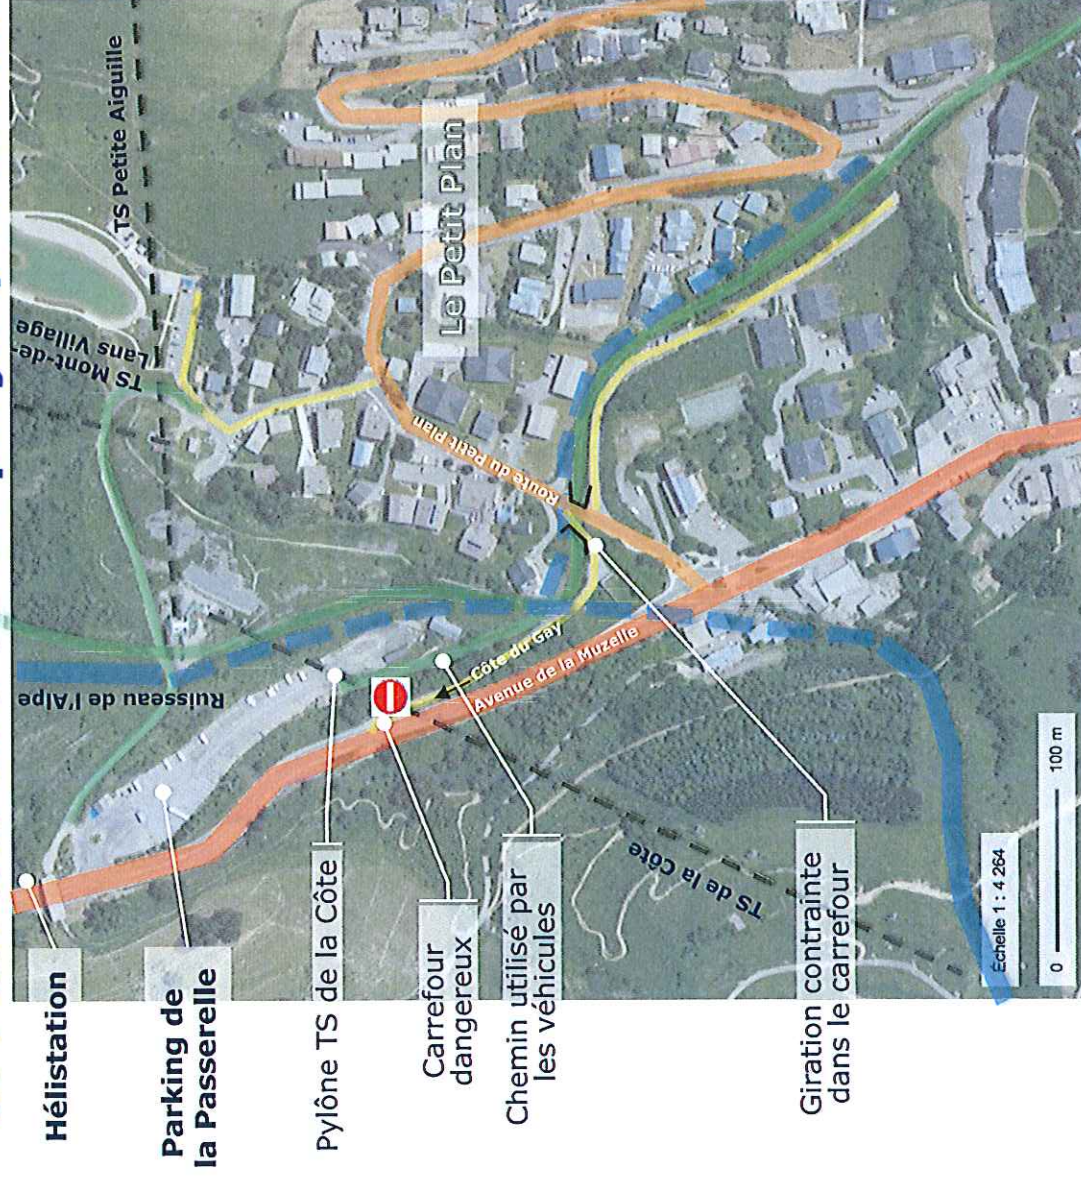 Hélistation
Parking de
la Passerelle
Pylône TS de la Côte
Carrefour
dangereux
Chemin utilisé par
les véhicules
Giration contrainte
dans le carrefour
Ruisseau de l'Alpe
TS Mont-de-
Lans Village
TS Petite Aiguille
Le Petit Plan
Route du Petit Plan
Côte du Gay
Avenue de la Muzelle
TS de la Côte
Échelle 1 : 4 264
0 100 m